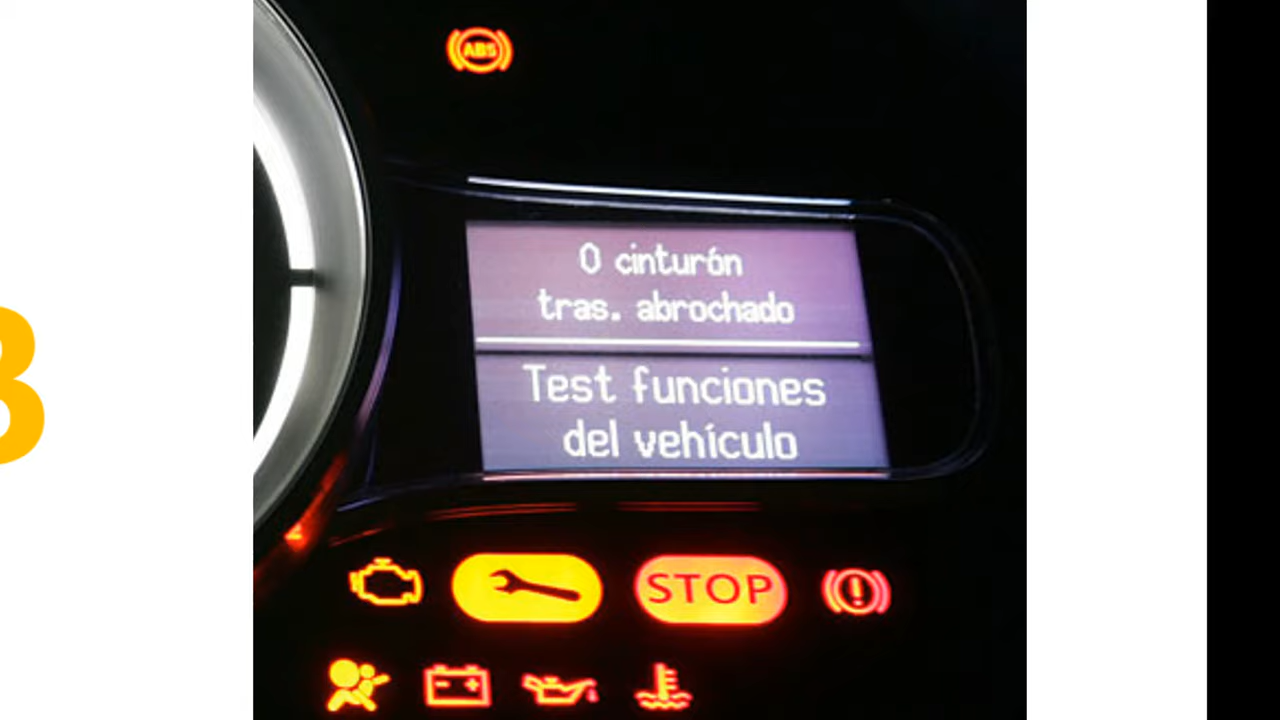 ABS
0 cinturón
tras. abrochado
Test funciones
del vehículo
STOP